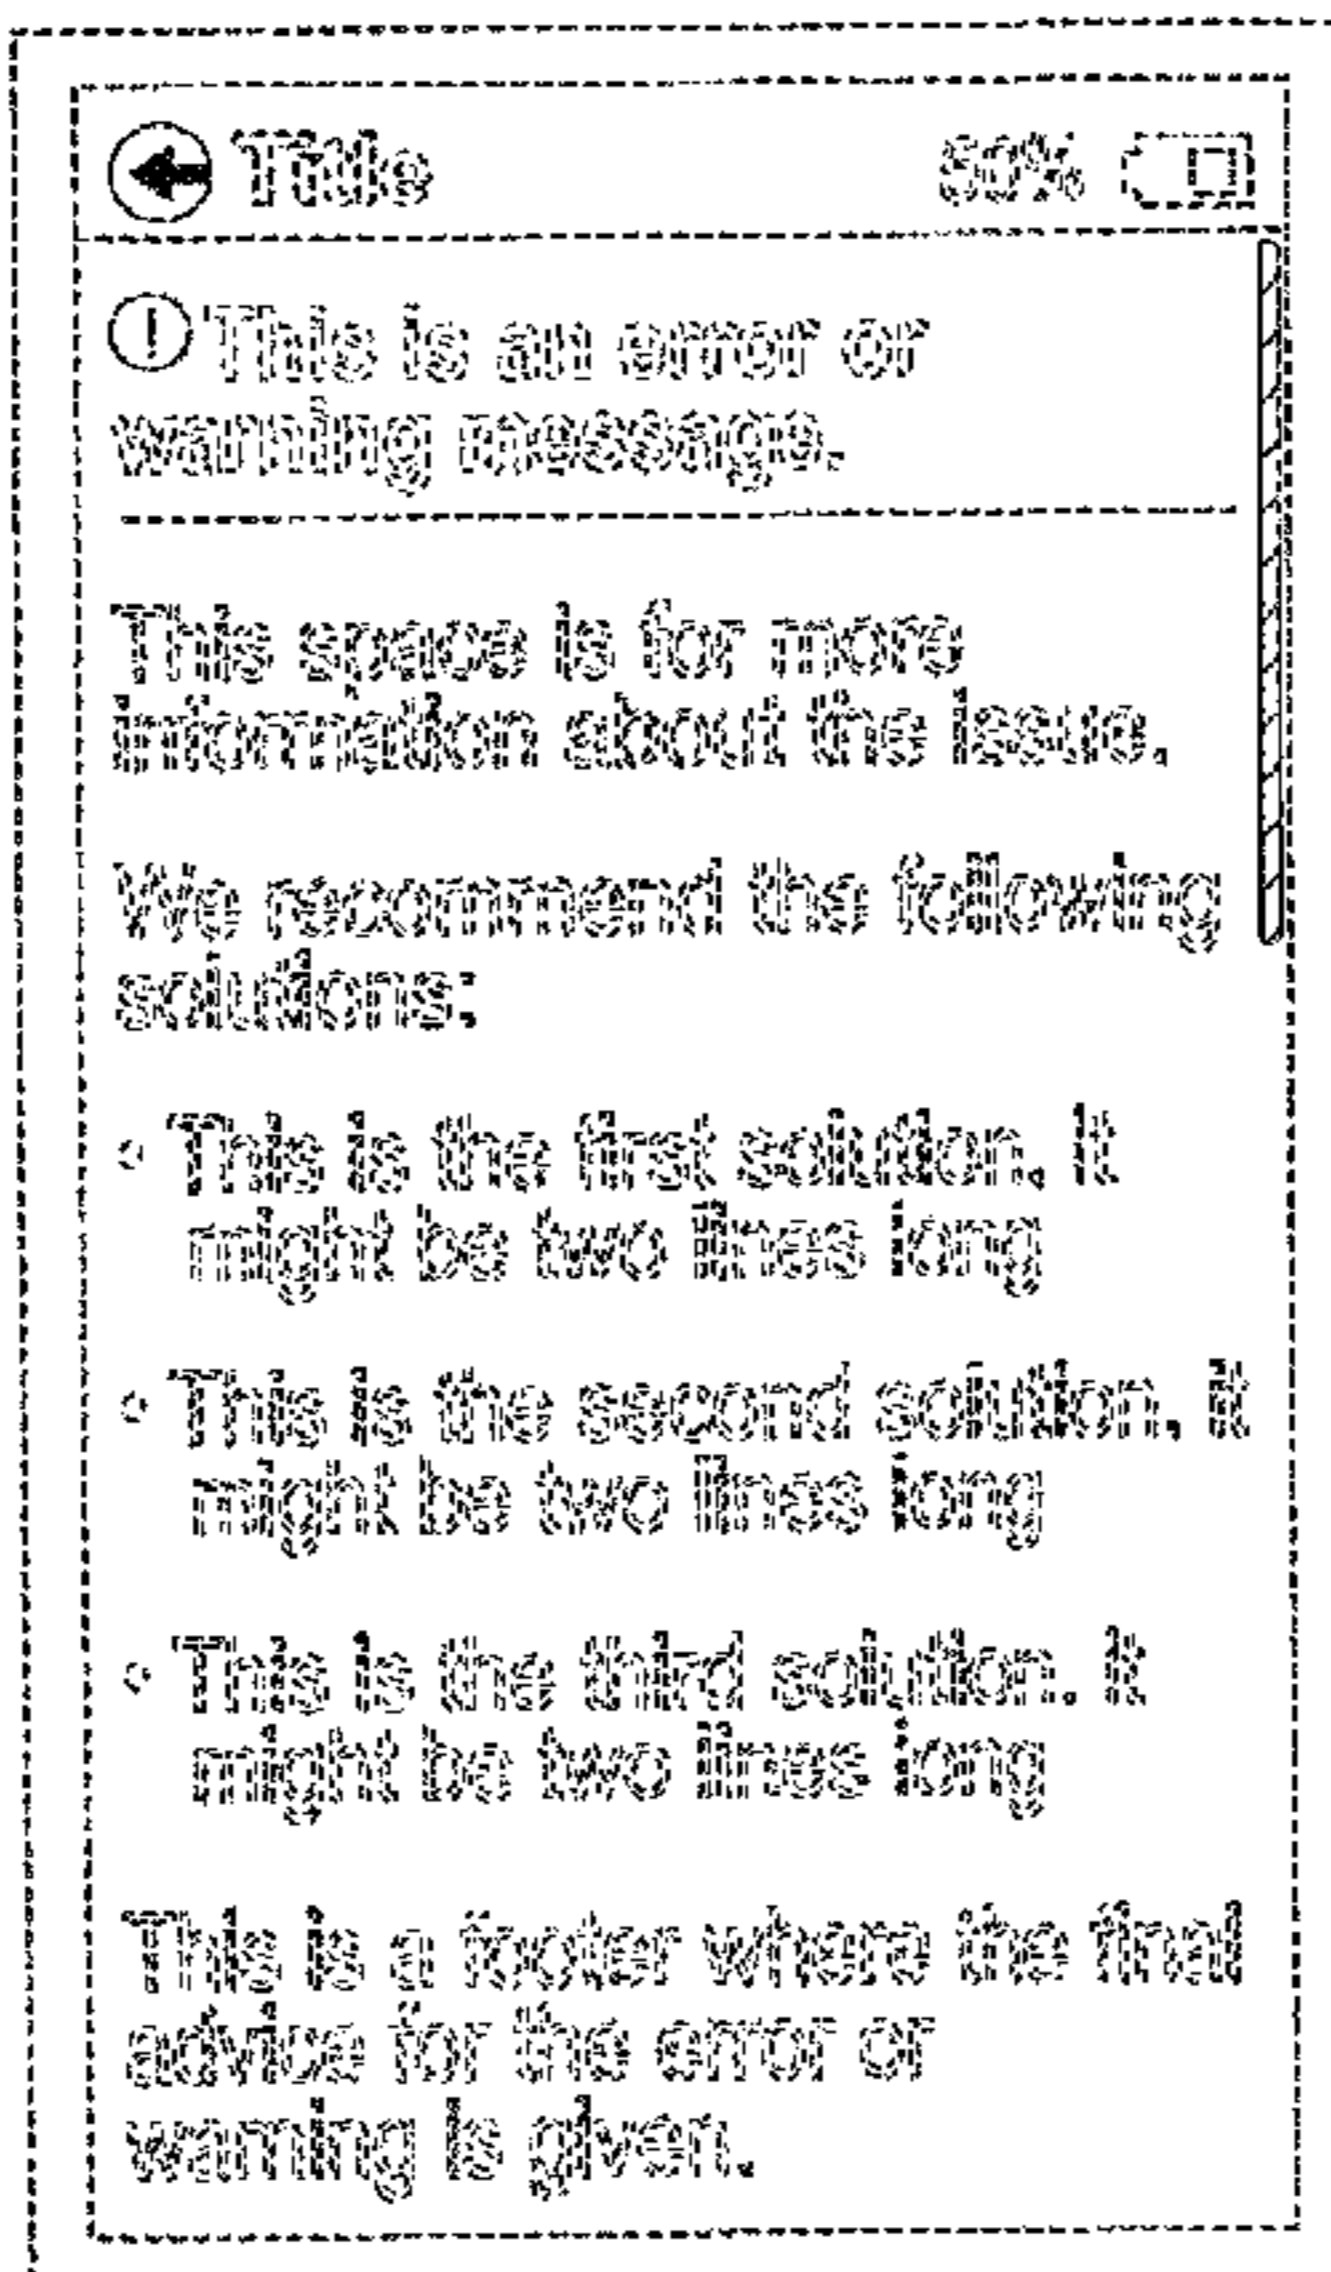 Title 50%
This is an error or
warning message.
This space is for more
information about the issue.
We recommend the following
solutions:
This is the first solution. It
might be two lines long
This is the second solution. It
might be two lines long
This is the third solution. It
might be two lines long
This is a footer where the final
advice for the error or
warning is given.